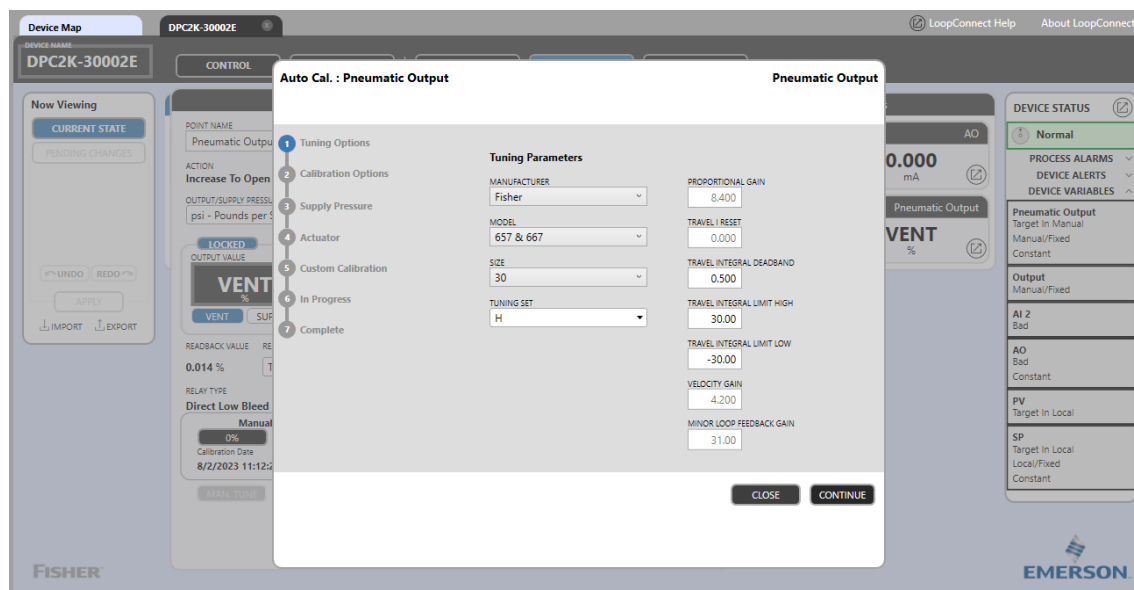 Device Map
DPC2K-30002E
LoopConnect Help
About LoopConnect
DEVICE NAME
DPC2K-30002E
CONTROL
Auto Cal. : Pneumatic Output
Pneumatic Output
Now Viewing
CURRENT STATE
PENDING CHANGES
UNDO
REDO
APPLY
IMPORT
EXPORT
POINT NAME
Pneumatic Outpu
ACTION
Increase To Open
OUTPUT/SUPPLY PRESSU
psi - Pounds per S
LOCKED
OUTPUT VALUE
VENT
%
VENT
SUP
READBACK VALUE
RE
0.014 %
T
RELAY TYPE
Direct Low Bleed
Manual
0%
Calibration Date
8/2/2023 11:12:2
MAN. TUNE
1 Tuning Options
2 Calibration Options
3 Supply Pressure
4 Actuator
5 Custom Calibration
6 In Progress
7 Complete
Tuning Parameters
MANUFACTURER
Fisher
MODEL
657 & 667
SIZE
30
TUNING SET
H
PROPORTIONAL GAIN
8.400
TRAVEL I RESET
0.000
TRAVEL INTEGRAL DEADBAND
0.500
TRAVEL INTEGRAL LIMIT HIGH
30.00
TRAVEL INTEGRAL LIMIT LOW
-30.00
VELOCITY GAIN
4.200
MINOR LOOP FEEDBACK GAIN
31.00
CLOSE
CONTINUE
AO
0.000
mA
Pneumatic Output
VENT
%
DEVICE STATUS
Normal
PROCESS ALARMS
DEVICE ALERTS
DEVICE VARIABLES
Pneumatic Output
Target In Manual
Manual/Fixed
Constant
Output
Manual/Fixed
AI 2
Bad
AO
Bad
Constant
PV
Target In Local
SP
Target In Local
Local/Fixed
Constant
FISHER
EMERSON